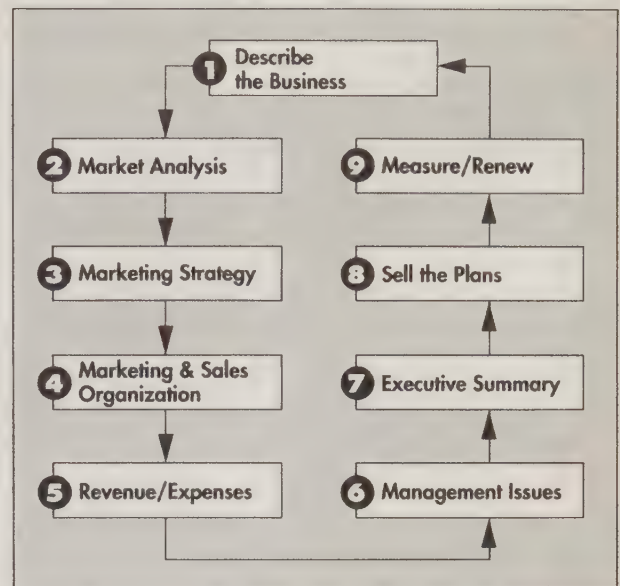 1 Describe
the Business
2 Market Analysis
3 Marketing Strategy
4 Marketing & Sales
Organization
5 Revenue/Expenses
6 Management Issues
7 Executive Summary
8 Sell the Plans
9 Measure/Renew